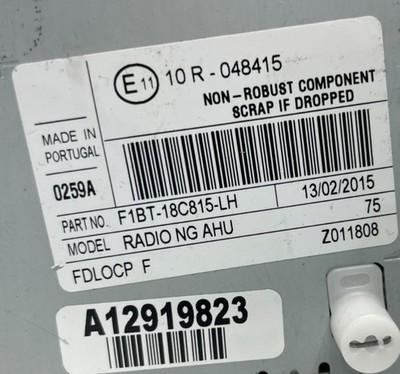 E11 10 R - 048415
NON-ROBUST COMPONENT
SCRAP IF DROPPED
MADE IN
PORTUGAL
0259A
PART NO. F1BT-18C815-LH 13/02/2015
MODEL RADIO NG AHU 75
FDLOCP F Z011808
A12919823